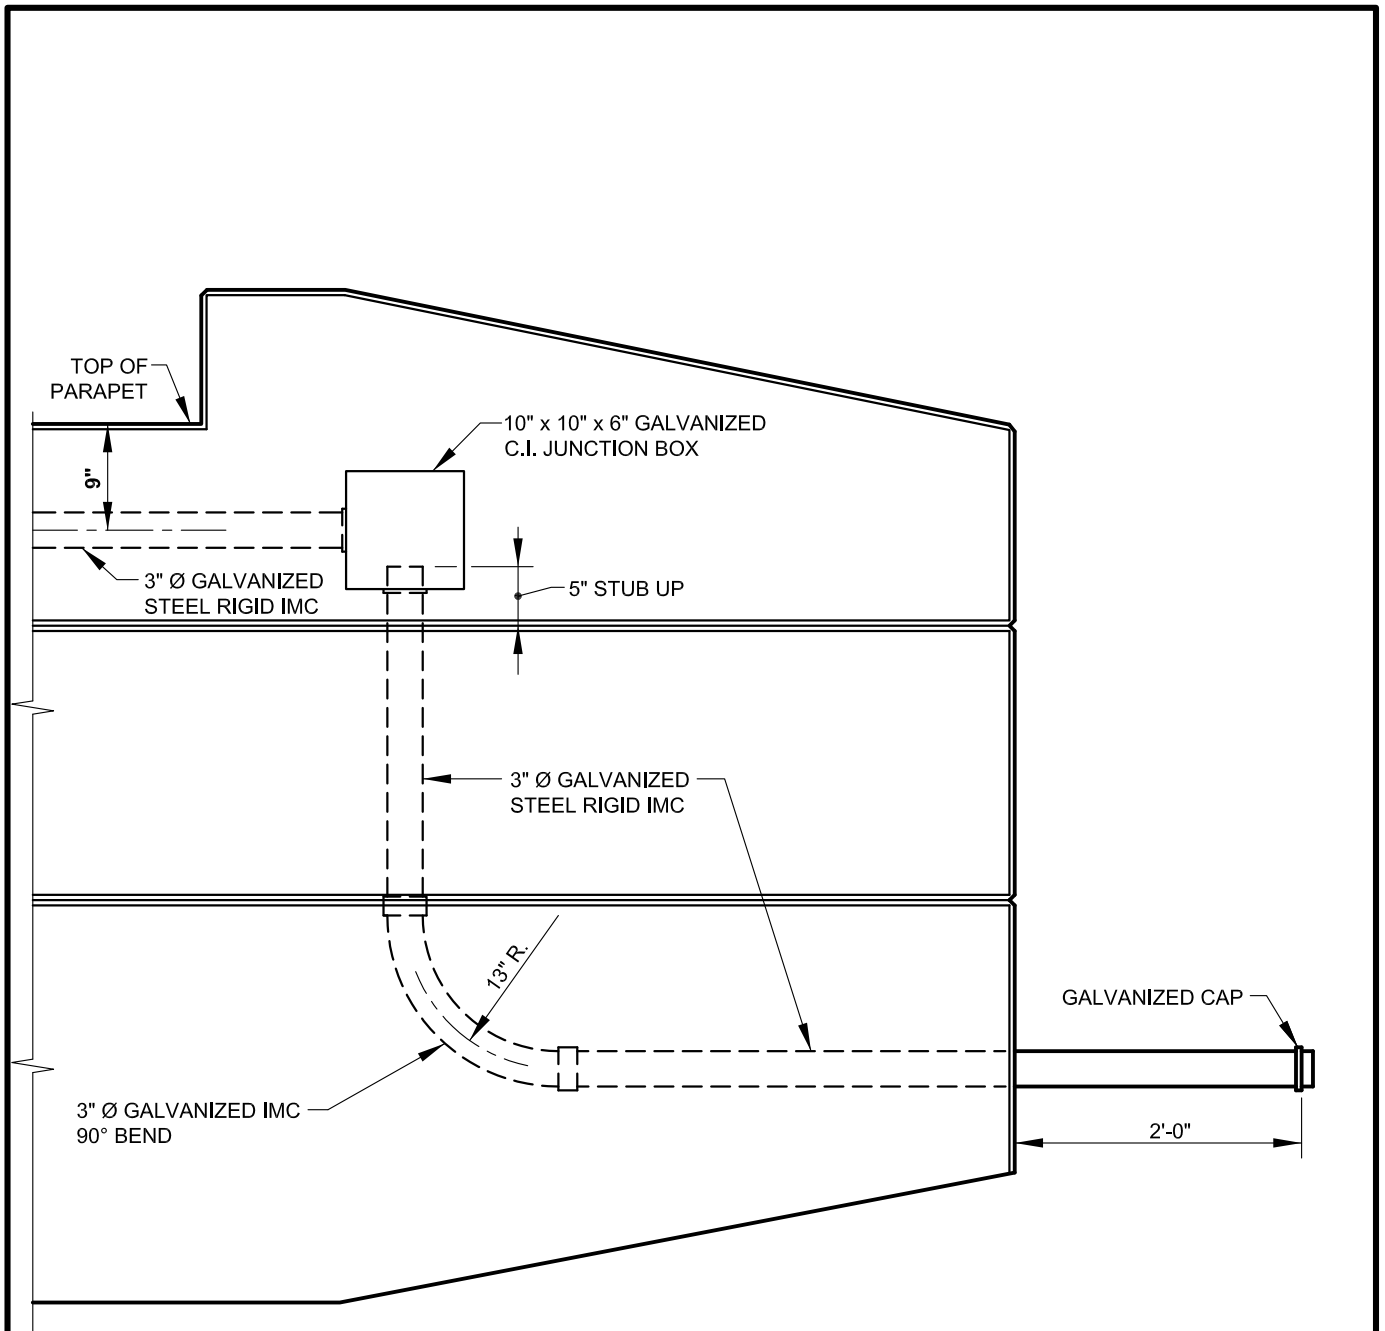 TOP OF
PARAPET
10" x 10" x 6" GALVANIZED
C.I. JUNCTION BOX
9"
3" Ø GALVANIZED
STEEL RIGID IMC
5" STUB UP
3" Ø GALVANIZED
STEEL RIGID IMC
13" R.
GALVANIZED CAP
3" Ø GALVANIZED IMC
90° BEND
2'-0"